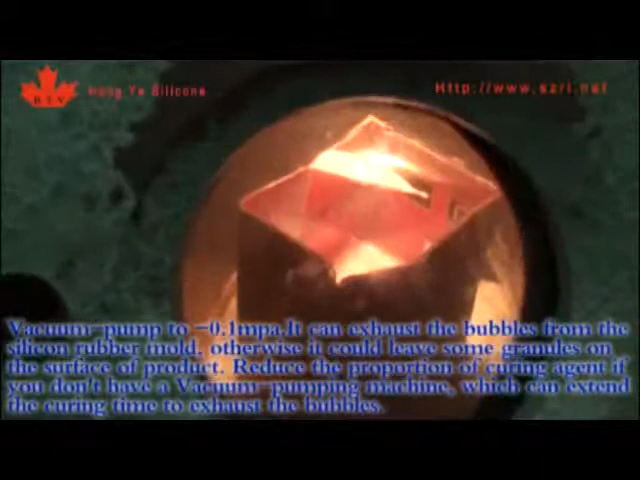 RTV
Hong Ye Silicone
Http://www.szrl.net
Vacuum-pump to -0.1mpa.It can exhaust the bubbles from the
silicon rubber mold, otherwise it could leave some granules on
the surface of product. Reduce the proportion of curing agent if
you don't have a Vacuum-pumping machine, which can extend
the curing time to exhaust the bubbles.